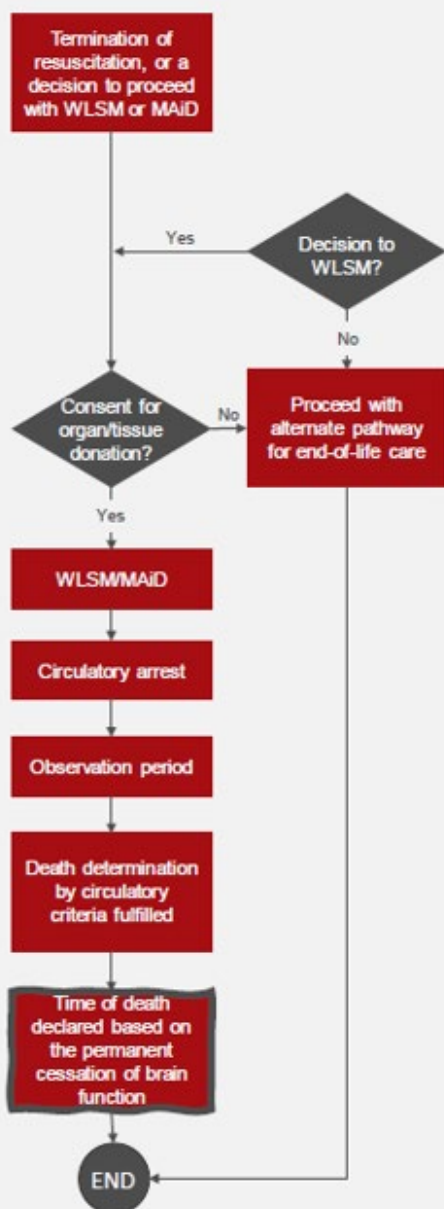 Termination of
resuscitation, or a
decision to proceed
with WLSM or MAiD
Yes
Decision to
WLSM?
No
Consent for
organ/tissue
donation?
No
Proceed with
alternate pathway
for end-of-life care
Yes
WLSM/MAiD
Circulatory arrest
Observation period
Death determination
by circulatory
criteria fulfilled
Time of death
declared based on
the permanent
cessation of brain
function
END